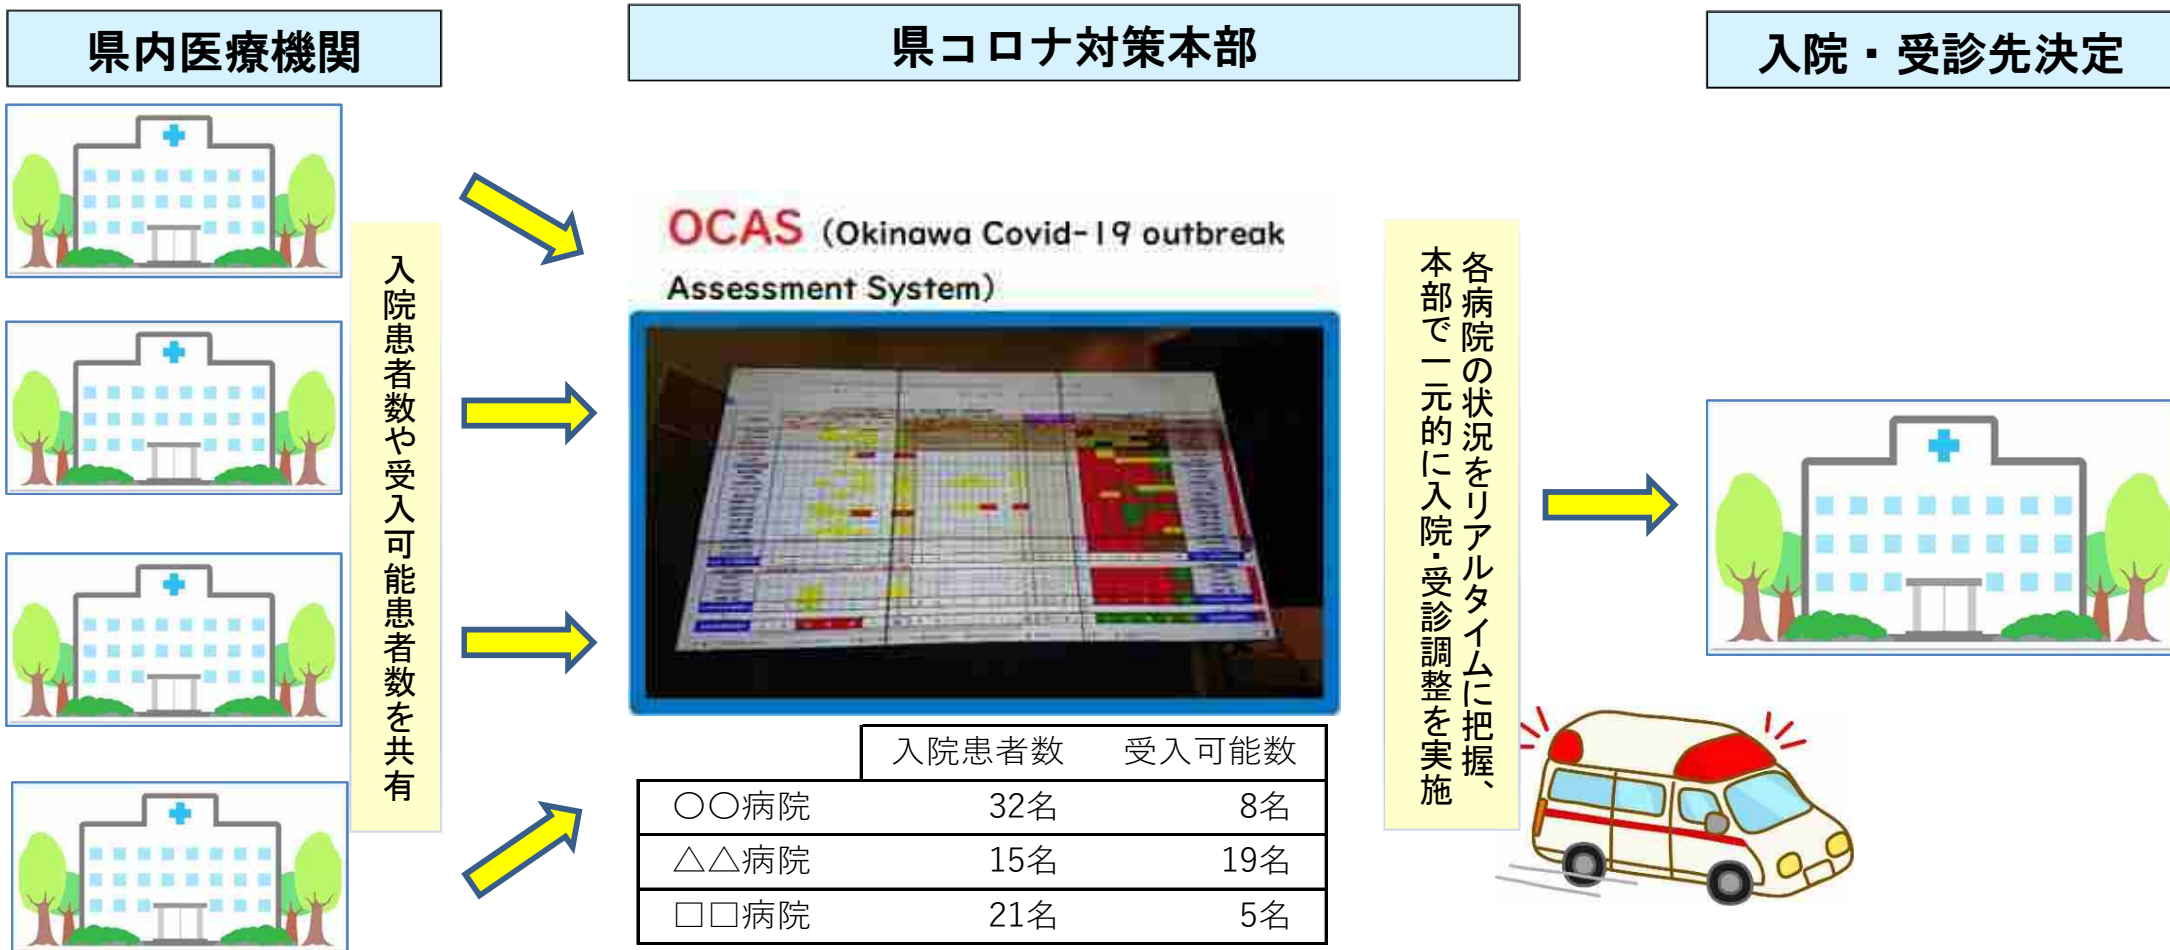 県内医療機関
県コロナ対策本部
入院・受診先決定
入院患者数や受入可能患者数を共有
OCAS (Okinawa Covid-19 outbreak
Assessment System)
入院患者数 受入可能数
〇〇病院 32名 8名
△△病院 15名 19名
□□病院 21名 5名
各病院の状況をリアルタイムに把握、
本部で一元的に入院・受診調整を実施